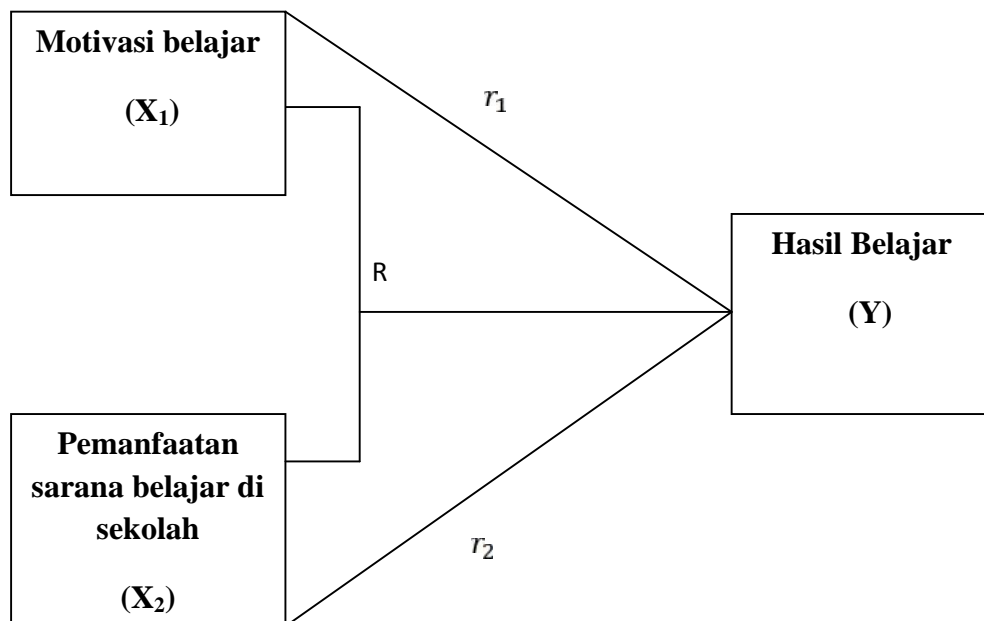 Motivasi belajar
(X₁)
r₁
Hasil Belajar
(Y)
R
Pemanfaatan
sarana belajar di
sekolah
(X₂)
r₂